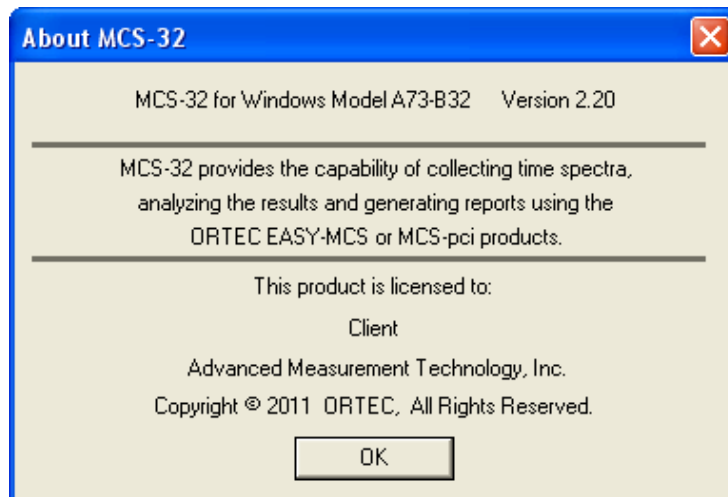 About MCS-32
MCS-32 for Windows Model A73-B32 Version 2.20
MCS-32 provides the capability of collecting time spectra,
analyzing the results and generating reports using the
ORTEC EASY-MCS or MCS-pci products.
This product is licensed to:
Client
Advanced Measurement Technology, Inc.
Copyright © 2011 ORTEC, All Rights Reserved.
OK